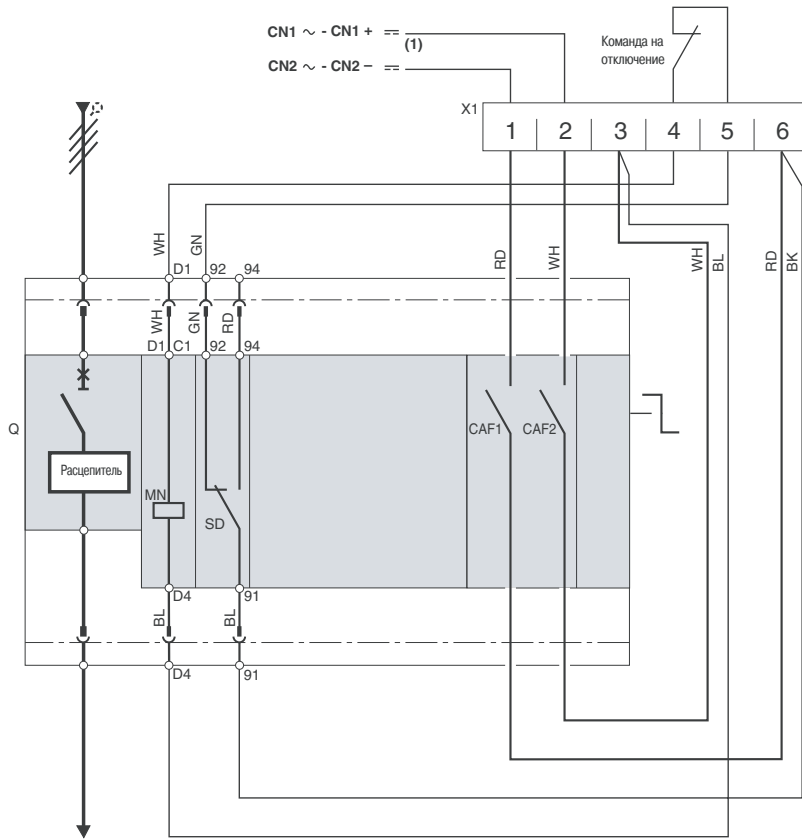 CN1 ~ - CN1 + ⎓
(1)
CN2 ~ - CN2 – ⎓
Команда на
отключение
X1
1 2 3 4 5 6
WH
GN
RD
WH
WH
BL
RD
BK
D1 92 94
WH
GN
RD
D1 C1 92 94
Q
CAF1
CAF2
Расцепитель
MN
SD
D4 91
BL
BL
D4 91